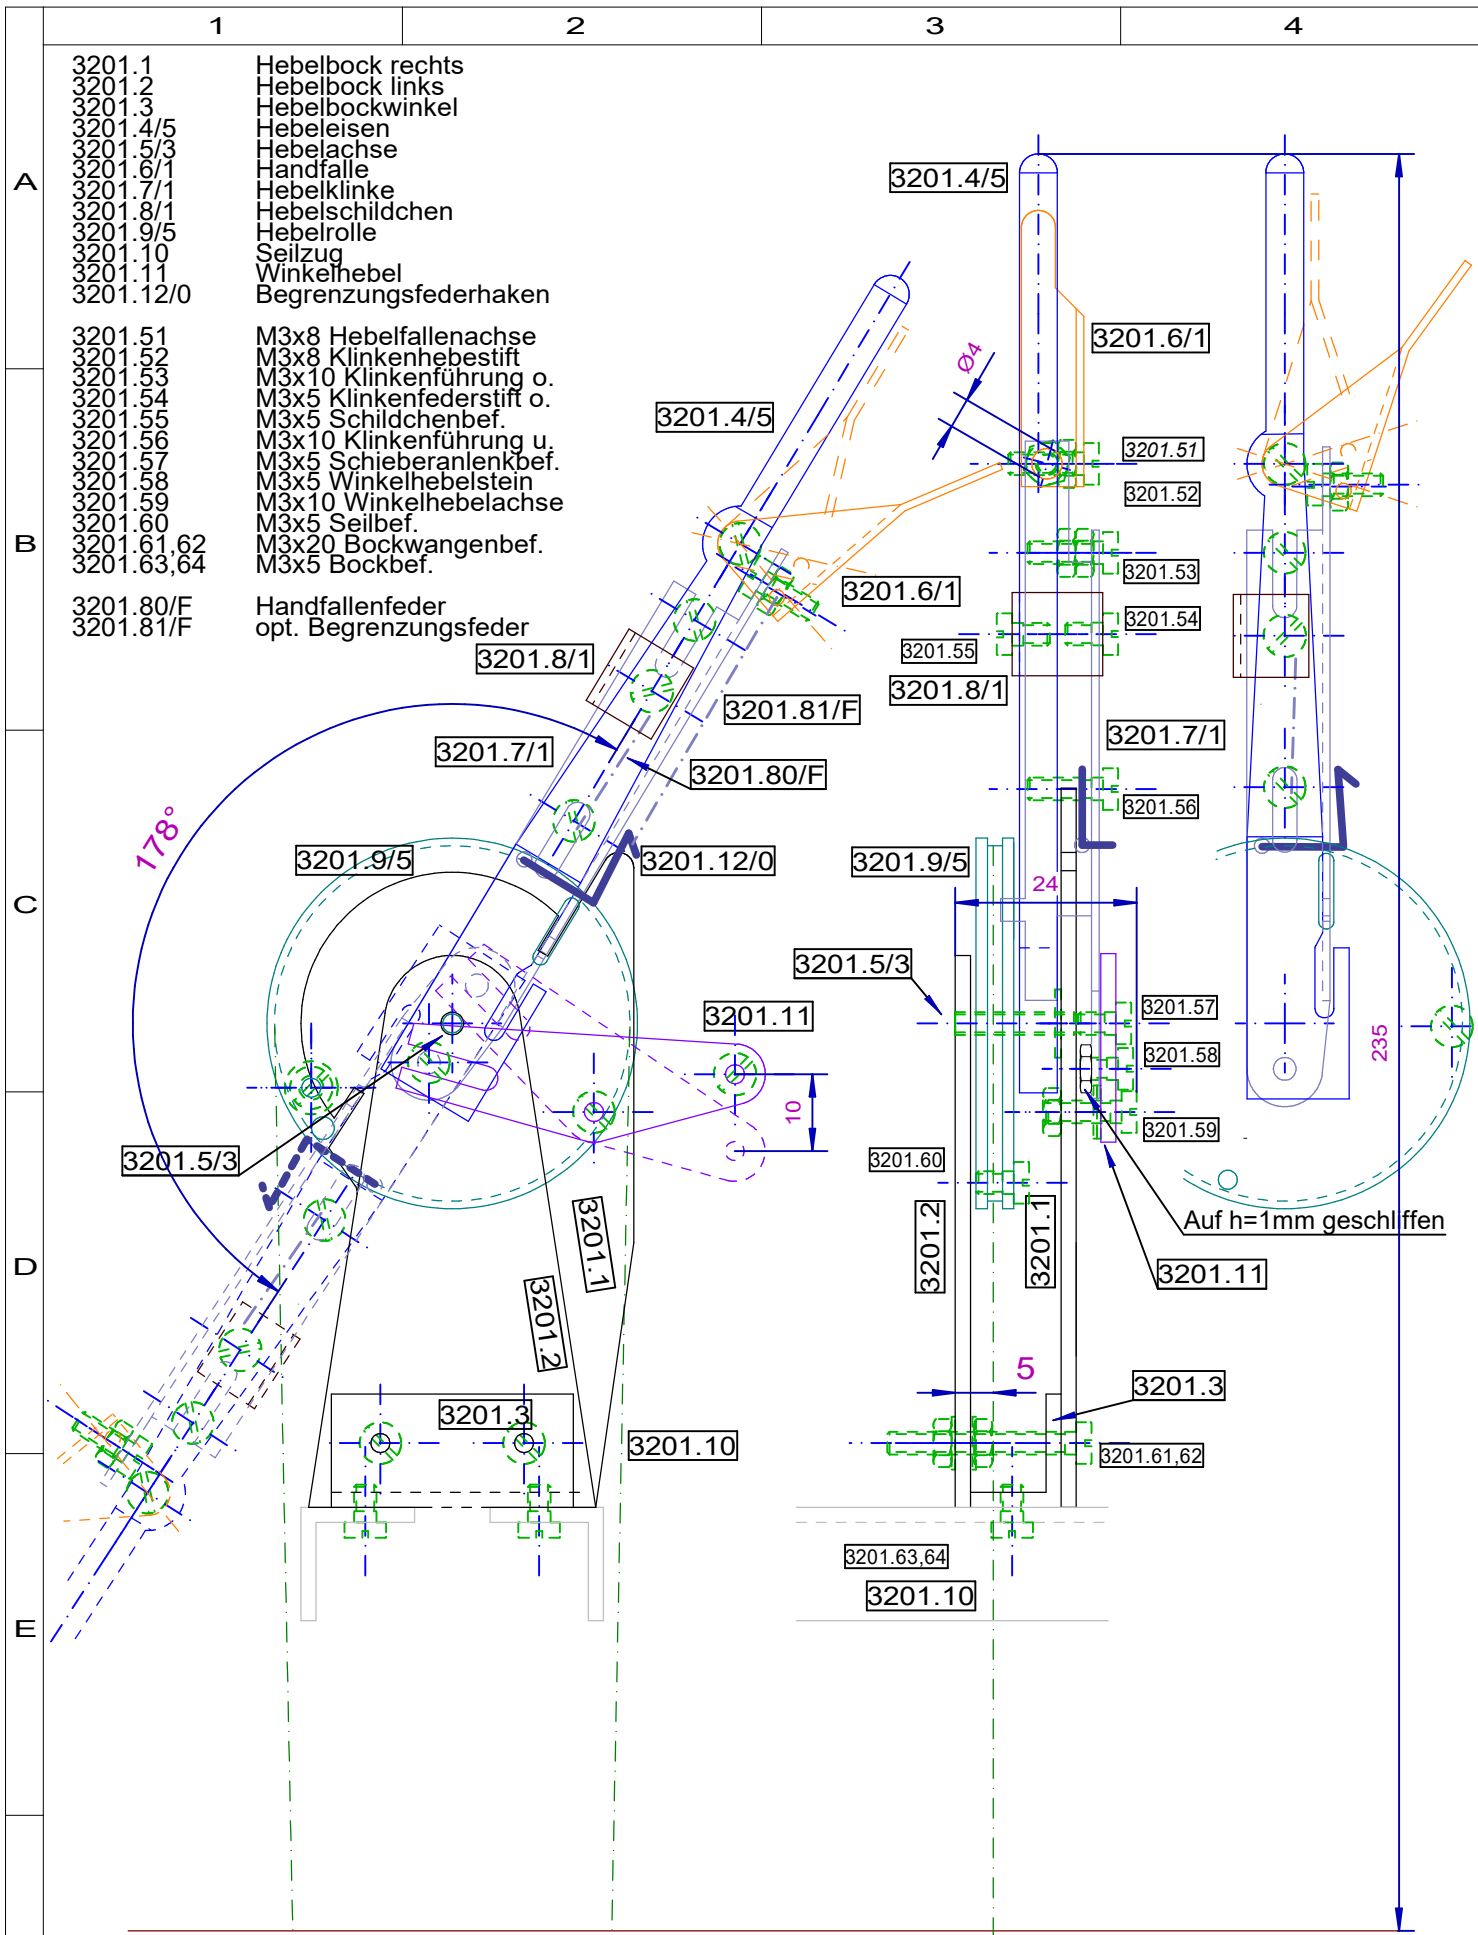 1 2 3 4
A
B
C
D
E
3201.1 Hebelbock rechts
3201.2 Hebelbock links
3201.3 Hebelbockwinkel
3201.4/5 Hebeleisen
3201.5/3 Hebelachse
3201.6/1 Handfalle
3201.7/1 Hebelklinke
3201.8/1 Hebelschildchen
3201.9/5 Hebelrolle
3201.10 Seilzug
3201.11 Winkelhebel
3201.12/0 Begrenzungsfederhaken
3201.51 M3x8 Hebelfallenachse
3201.52 M3x8 Klinkenhebestift
3201.53 M3x10 Klinkenführung o.
3201.54 M3x5 Klinkenfederstift o.
3201.55 M3x5 Schildchenbef.
3201.56 M3x10 Klinkenführung u.
3201.57 M3x5 Schieberanlenkbef.
3201.58 M3x5 Winkelhebelstein
3201.59 M3x10 Winkelhebelachse
3201.60 M3x5 Seilbef.
3201.61,62 M3x20 Bockwangenbef.
3201.63,64 M3x5 Bockbef.
3201.80/F Handfallenfeder
3201.81/F opt. Begrenzungsfeder
3201.4/5
3201.6/1
3201.8/1
3201.81/F
3201.7/1
3201.80/F
178°
3201.9/5
3201.12/0
3201.11
10
3201.5/3
3201.1
3201.2
3201.3
3201.10
3201.4/5
3201.6/1
Ø4
3201.51
3201.52
3201.53
3201.54
3201.55
3201.8/1
3201.7/1
3201.56
3201.9/5
24
3201.5/3
3201.57
3201.58
235
3201.59
3201.60
3201.2
3201.1
Auf h=1mm geschliffen
3201.11
5
3201.3
3201.61,62
3201.63,64
3201.10